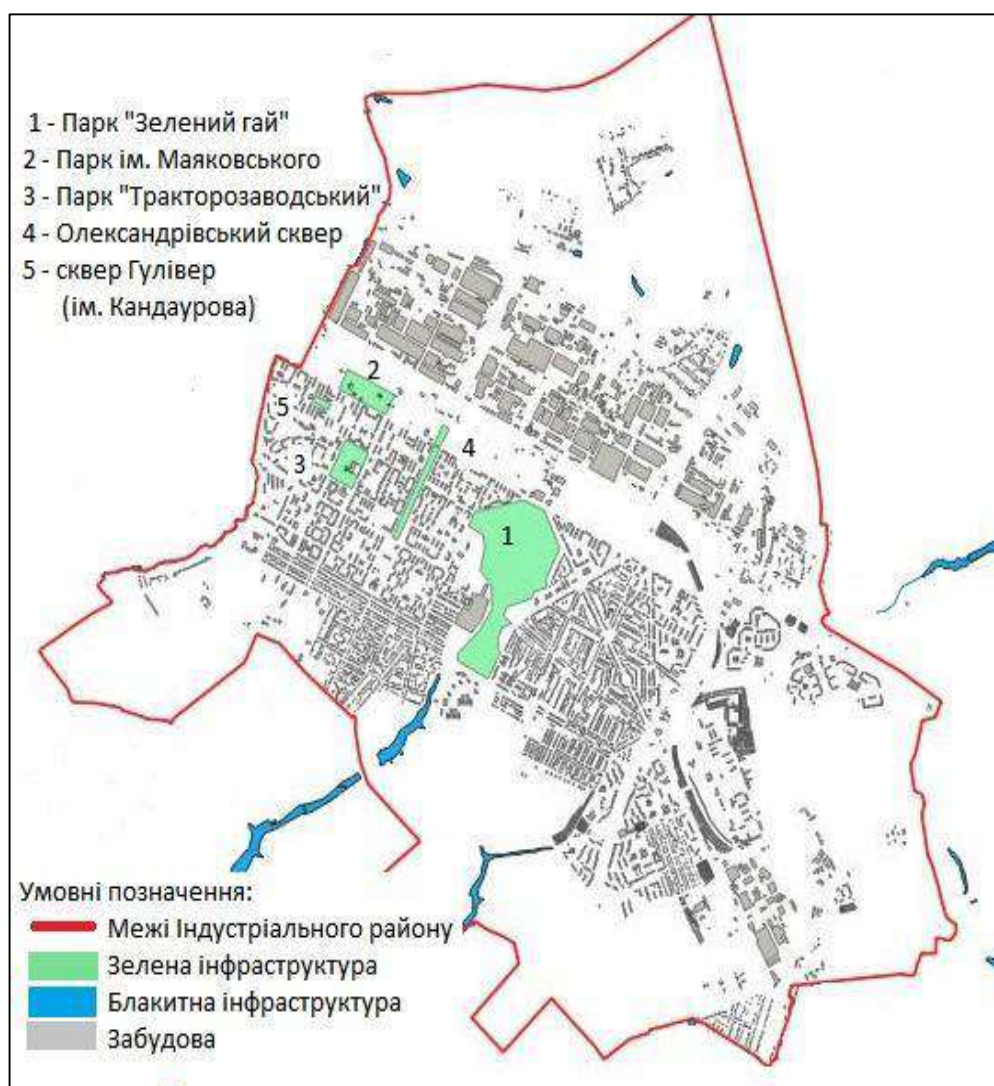 1 - Парк "Зелений гай"
2 - Парк ім. Маяковського
3 - Парк "Тракторозаводський"
4 - Олександрівський сквер
5 - сквер Гулівер
(ім. Кандаурова)
2
5
4
3
1
Умовні позначення:
Межі Індустріального району
Зелена інфраструктура
Блакитна інфраструктура
Забудова